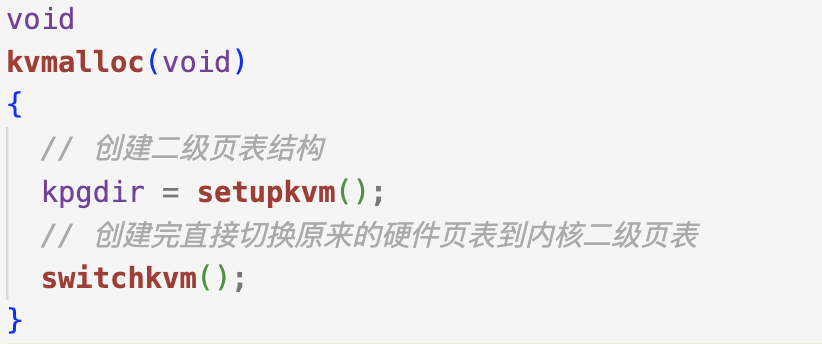 void
kvmalloc(void)
{
  // 创建二级页表结构
  kpgdir = setupkvm();
  // 创建完直接切换原来的硬件页表到内核二级页表
  switchkvm();
}